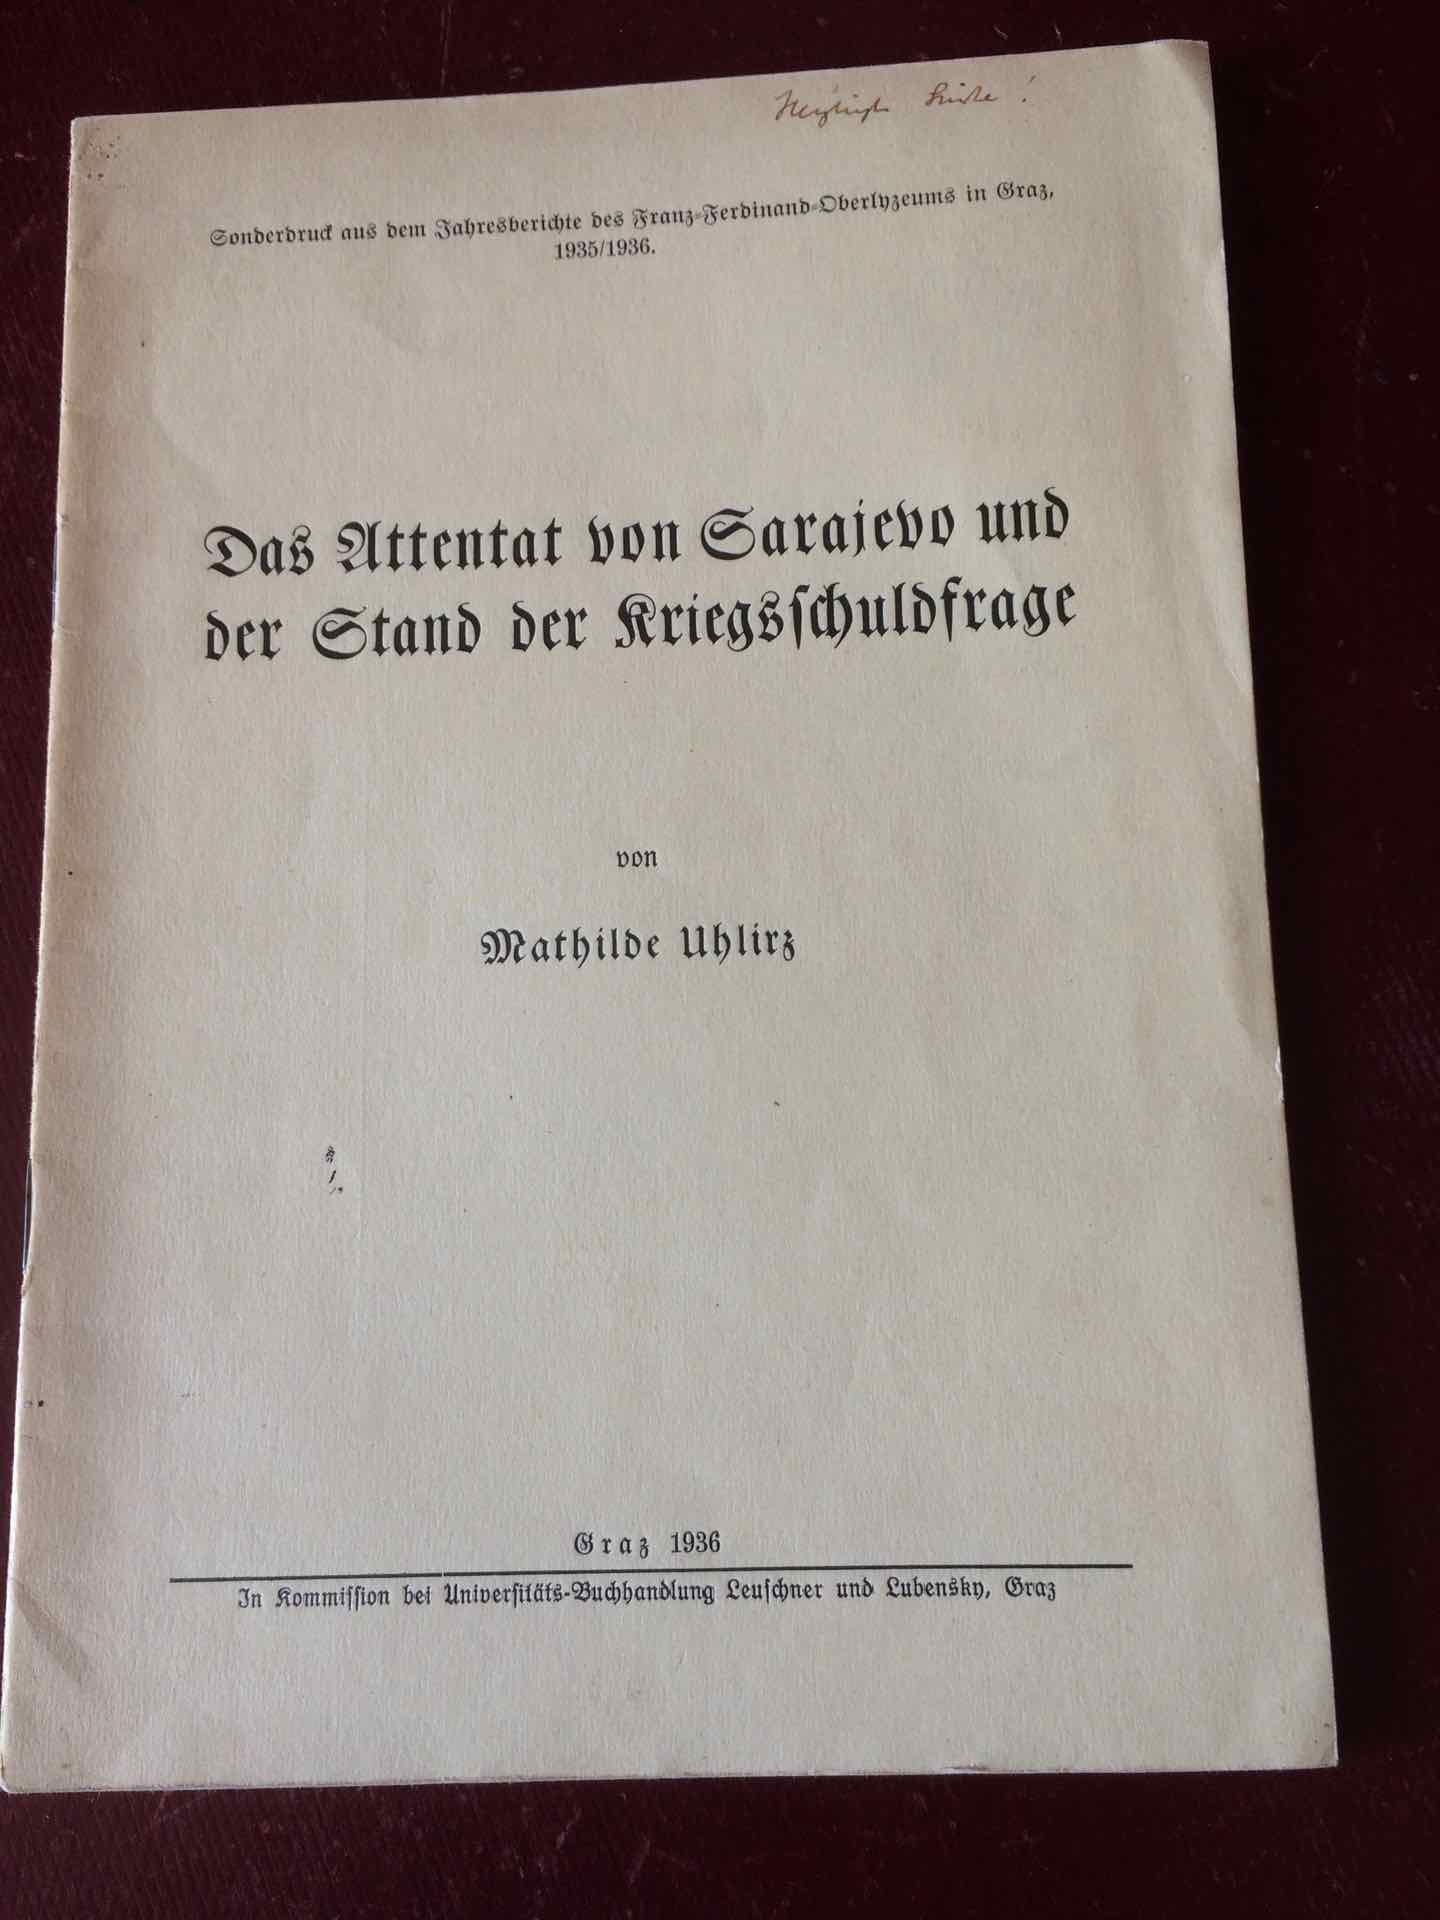 Sonderdruck aus dem Jahresberichte des Franz-Ferdinand-Oberlyzeums in Graz,
1935/1936.
Das Attentat von Sarajevo und
der Stand der Kriegsschuldfrage
von
Mathilde Uhlirz
Graz 1936
In Kommission bei Universitäts-Buchhandlung Leuschner und Lubensky, Graz